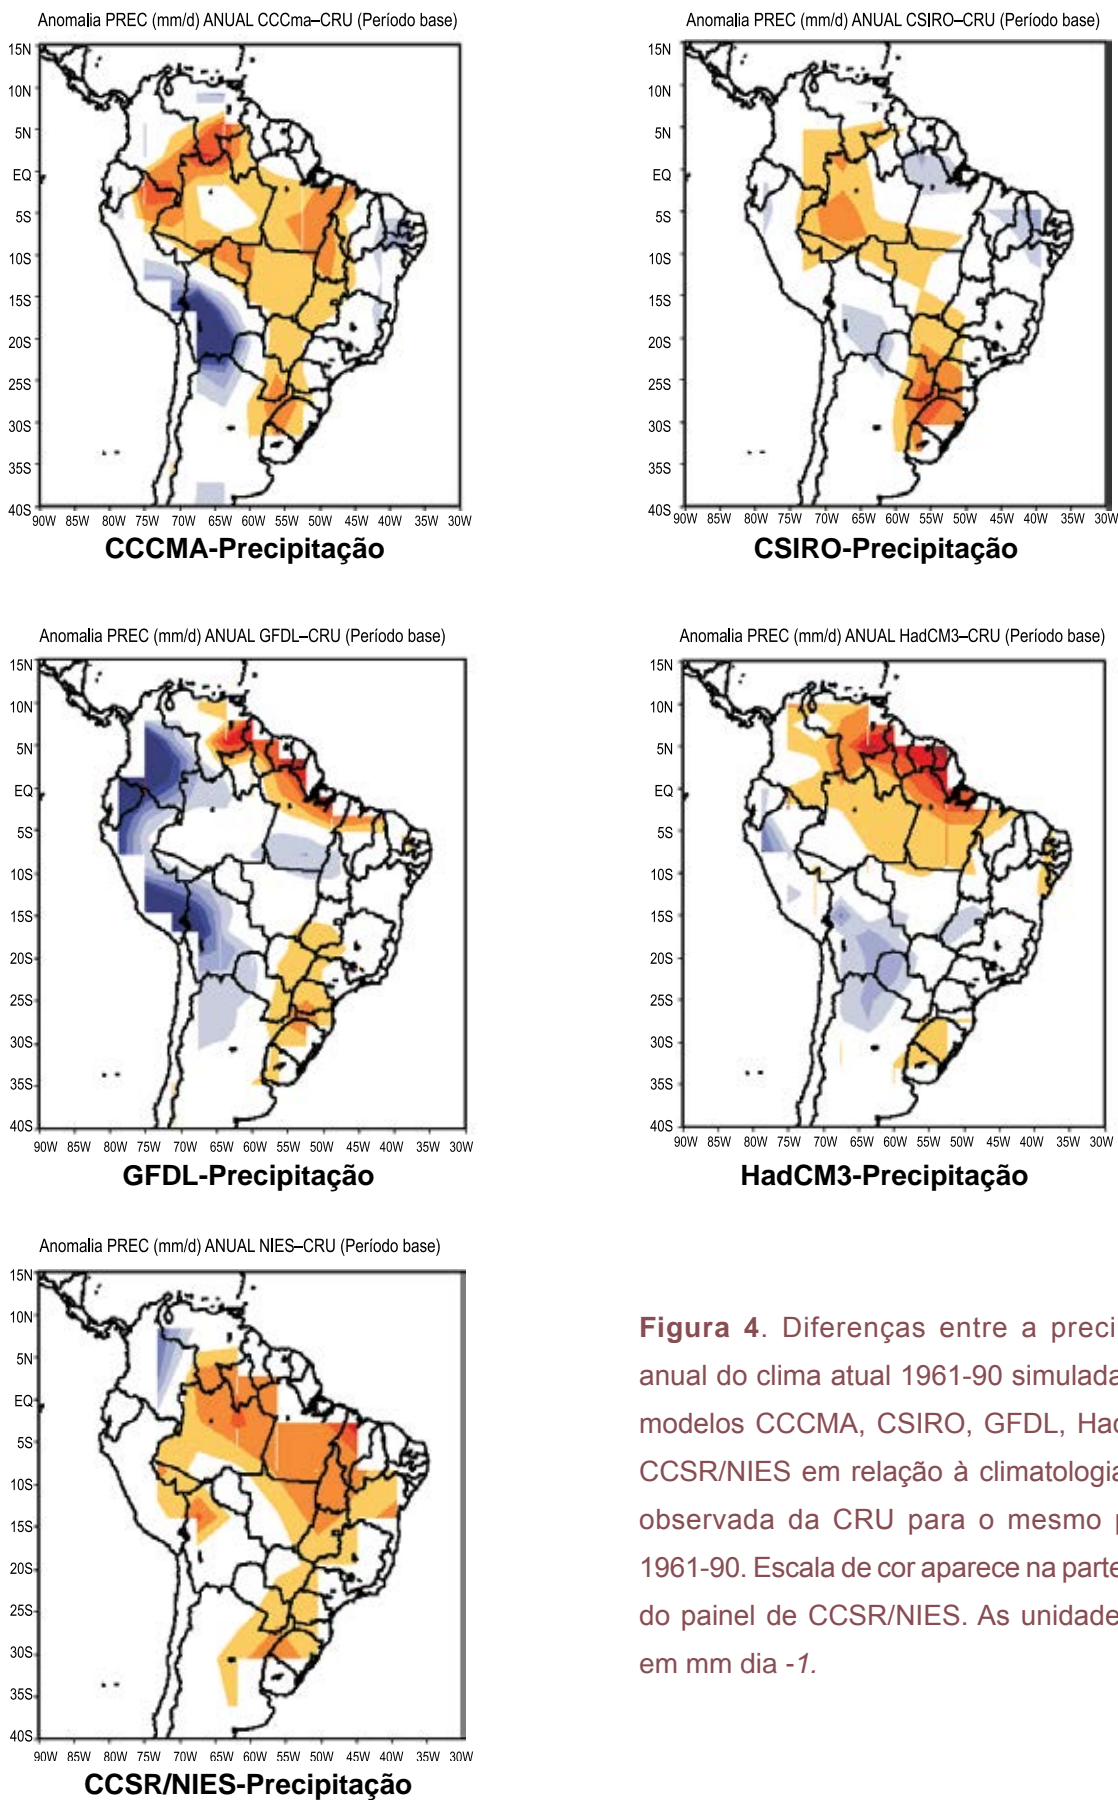 Anomalia PREC (mm/d) ANUAL CCCma–CRU (Período base)
15N
10N
5N
EQ
5S
10S
15S
20S
25S
30S
35S
40S
90W 85W 80W 75W 70W 65W 60W 55W 50W 45W 40W 35W 30W
CCCMA-Precipitação
Anomalia PREC (mm/d) ANUAL CSIRO–CRU (Período base)
15N
10N
5N
EQ
5S
10S
15S
20S
25S
30S
35S
40S
90W 85W 80W 75W 70W 65W 60W 55W 50W 45W 40W 35W 30W
CSIRO-Precipitação
Anomalia PREC (mm/d) ANUAL GFDL–CRU (Período base)
15N
10N
5N
EQ
5S
10S
15S
20S
25S
30S
35S
40S
90W 85W 80W 75W 70W 65W 60W 55W 50W 45W 40W 35W 30W
GFDL-Precipitação
Anomalia PREC (mm/d) ANUAL HadCM3–CRU (Período base)
15N
10N
5N
EQ
5S
10S
15S
20S
25S
30S
35S
40S
90W 85W 80W 75W 70W 65W 60W 55W 50W 45W 40W 35W 30W
HadCM3-Precipitação
Anomalia PREC (mm/d) ANUAL NIES–CRU (Período base)
15N
10N
5N
EQ
5S
10S
15S
20S
25S
30S
35S
40S
90W 85W 80W 75W 70W 65W 60W 55W 50W 45W 40W 35W 30W
CCSR/NIES-Precipitação
Figura 4. Diferenças entre a preci
anual do clima atual 1961-90 simulada
modelos CCCMA, CSIRO, GFDL, Had
CCSR/NIES em relação à climatologia
observada da CRU para o mesmo p
1961-90. Escala de cor aparece na parte
do painel de CCSR/NIES. As unidade
em mm dia -1.